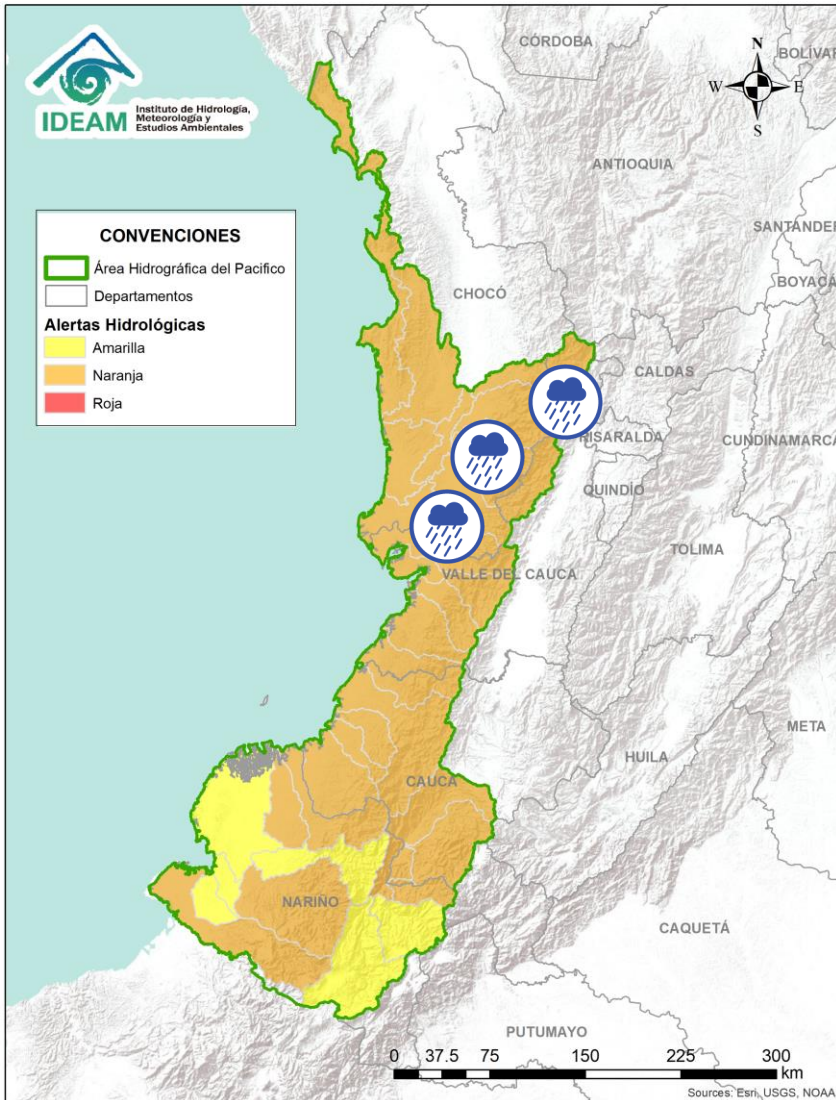 IDEAM
Instituto de Hidrología,
Meteorología y
Estudios Ambientales
CÓRDOBA
BOLÍVAR
N
W
E
S
ANTIOQUIA
SANTANDER
BOYACÁ
CONVENCIONES
Área Hidrográfica del Pacifico
Departamentos
Alertas Hidrológicas
Amarilla
Naranja
Roja
CHOCÓ
CALDAS
RISARALDA
CUNDINAMARCA
QUINDÍO
TOLIMA
VALLE DEL CAUCA
META
HUILA
CAUCA
NARIÑO
CAQUETÁ
PUTUMAYO
0 37.5 75 150 225 300
km
Sources: Esri, USGS, NOAA